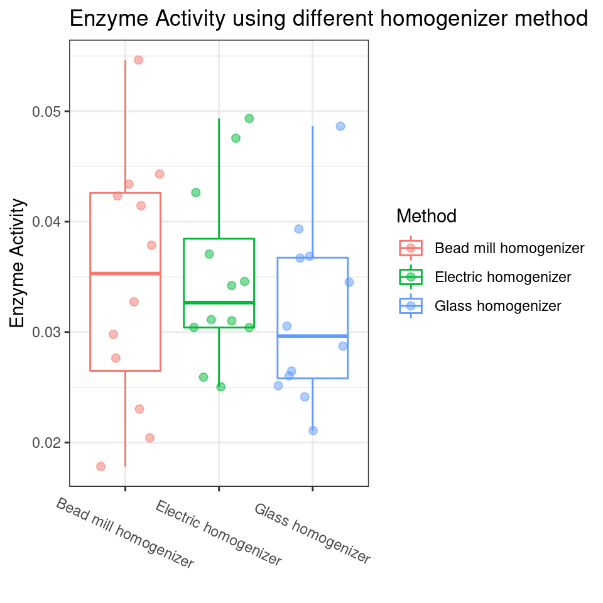 Enzyme Activity using different homogenizer method
Enzyme Activity
0.05
0.04
0.03
0.02
Bead mill homogenizer
Electric homogenizer
Glass homogenizer
Method
Bead mill homogenizer
Electric homogenizer
Glass homogenizer